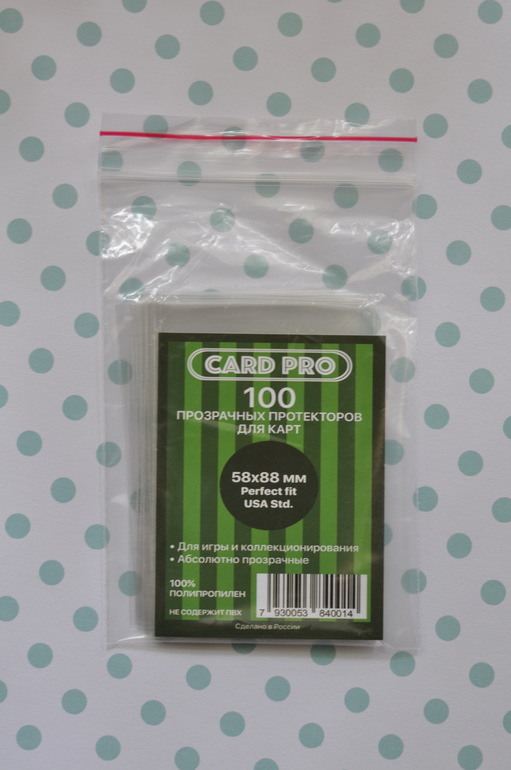 CARD PRO
100
ПРОЗРАЧНЫХ ПРОТЕКТОРОВ
ДЛЯ КАРТ
58x88 мм
Perfect fit
USA Std.
• Для игры и коллекционирования
• Абсолютно прозрачные
100%
ПОЛИПРОПИЛЕН
НЕ СОДЕРЖИТ ПВХ
7 930053 840014
Сделано в России